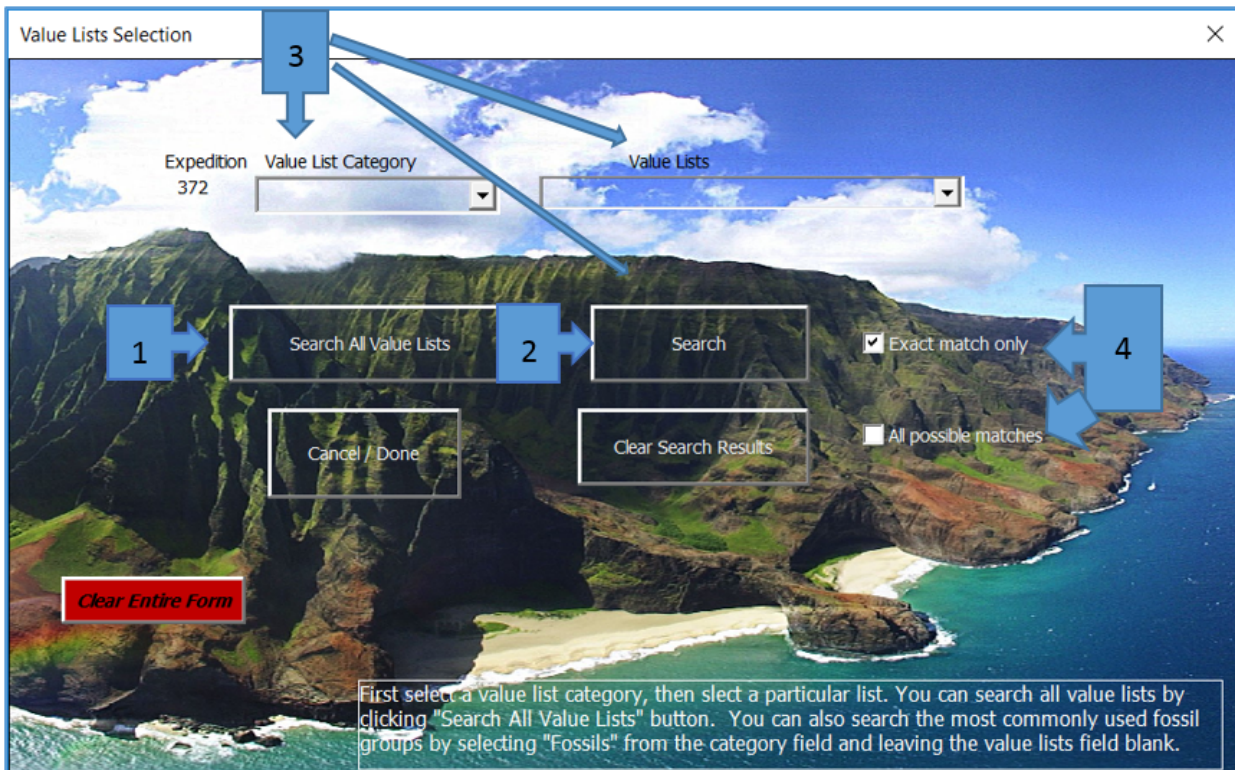 Value Lists Selection
3
Expedition Value List Category Value Lists
372
1 Search All Value Lists 2 Search Exact match only 4
Cancel / Done Clear Search Results All possible matches
Clear Entire Form
First select a value list category, then slect a particular list. You can search all value lists by
clicking "Search All Value Lists" button. You can also search the most commonly used fossil
groups by selecting "Fossils" from the category field and leaving the value lists field blank.